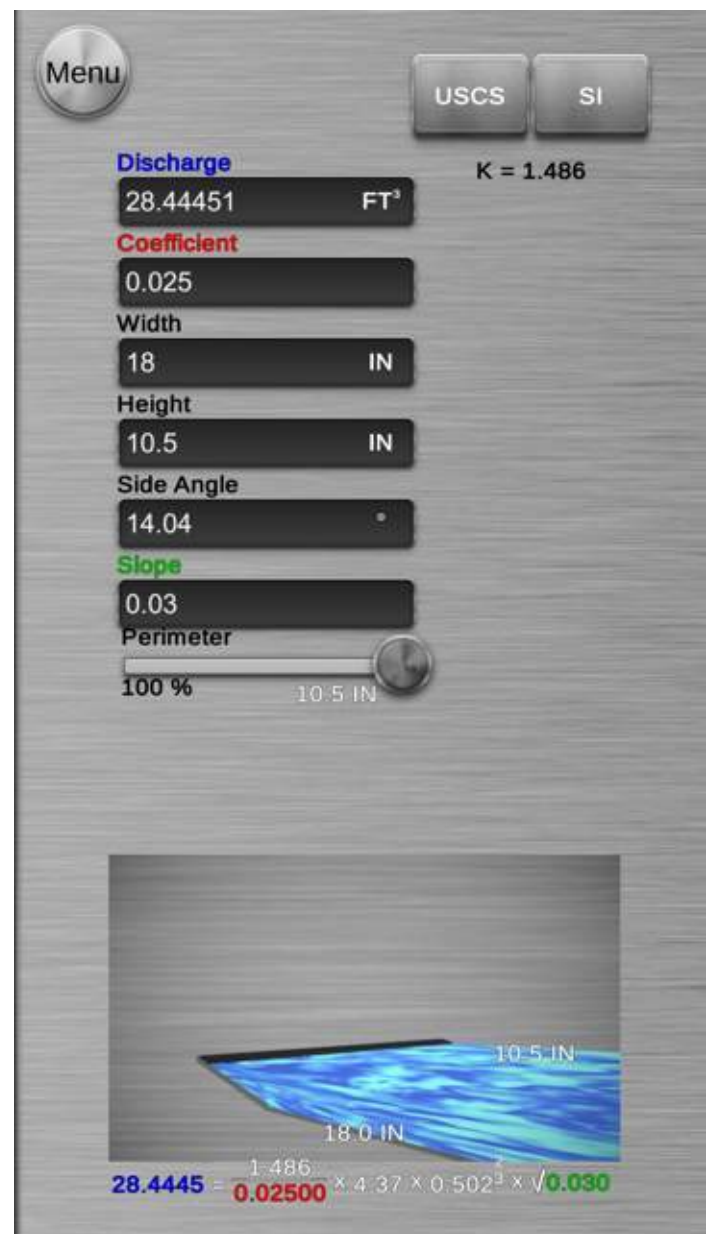 Menu
USCS SI
Discharge
K = 1.486
28.44451 FT³
Coefficient
0.025
Width
18 IN
Height
10.5 IN
Side Angle
14.04 °
Slope
0.03
Perimeter
100 % 10.5 IN
10.5 IN
18.0 IN
28.4445 = 1.486 / 0.02500 × 4.37 × 0.502^(2/3) × √0.030